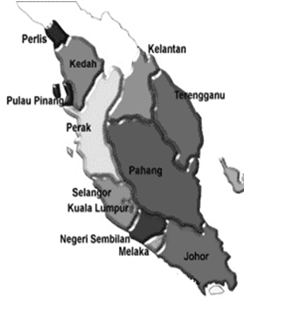 Perlis
Kelantan
Kedah
Terengganu
Pulau Pinang
Perak
Pahang
Selangor
Kuala Lumpur
Negeri Sembilan
Melaka
Johor